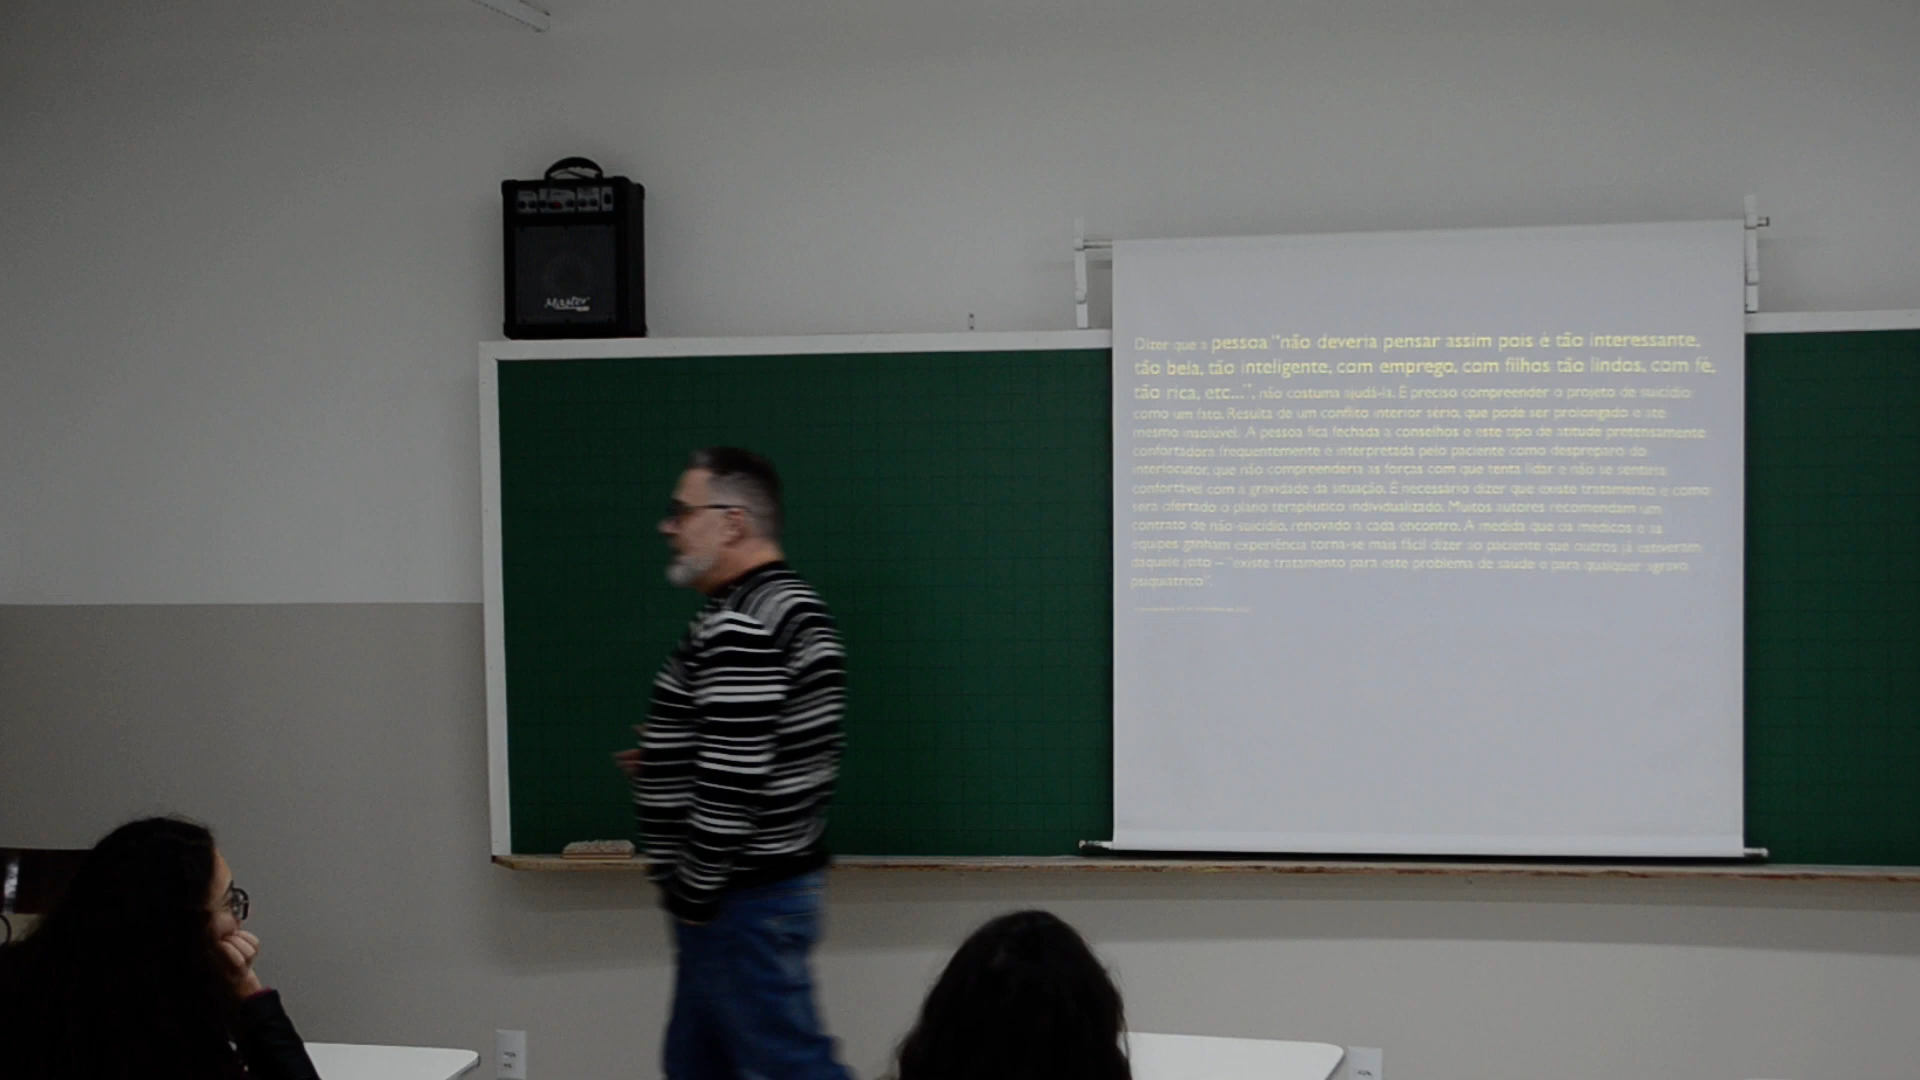 Master
Dizer que a pessoa "não deveria pensar assim pois é tão interessante,
tão bela, tão inteligente, com emprego, com filhos tão lindos, com fé,
tão rica, etc...", não costuma ajudá-la. É preciso compreender o projeto de suicídio
como um fato. Resulta de um conflito interior sério, que pode ser prolongado e até
mesmo insolúvel. A pessoa fica fechada a conselhos e este tipo de atitude pretensamente
confortadora frequentemente é interpretada pelo paciente como despreparo do
interlocutor, que não compreenderia as forças com que tenta lidar e não se sentiria
confortável com a gravidade da situação. É necessário dizer que existe tratamento e como
será ofertado o plano terapêutico individualizado. Muitos autores recomendam um
contrato de não-suicídio, renovado a cada encontro. A medida que os médicos e as
equipes ganham experiência torna-se mais fácil dizer ao paciente que outros já estiveram
daquele jeito – "existe tratamento para este problema de saúde e para qualquer agravo
psiquiátrico".